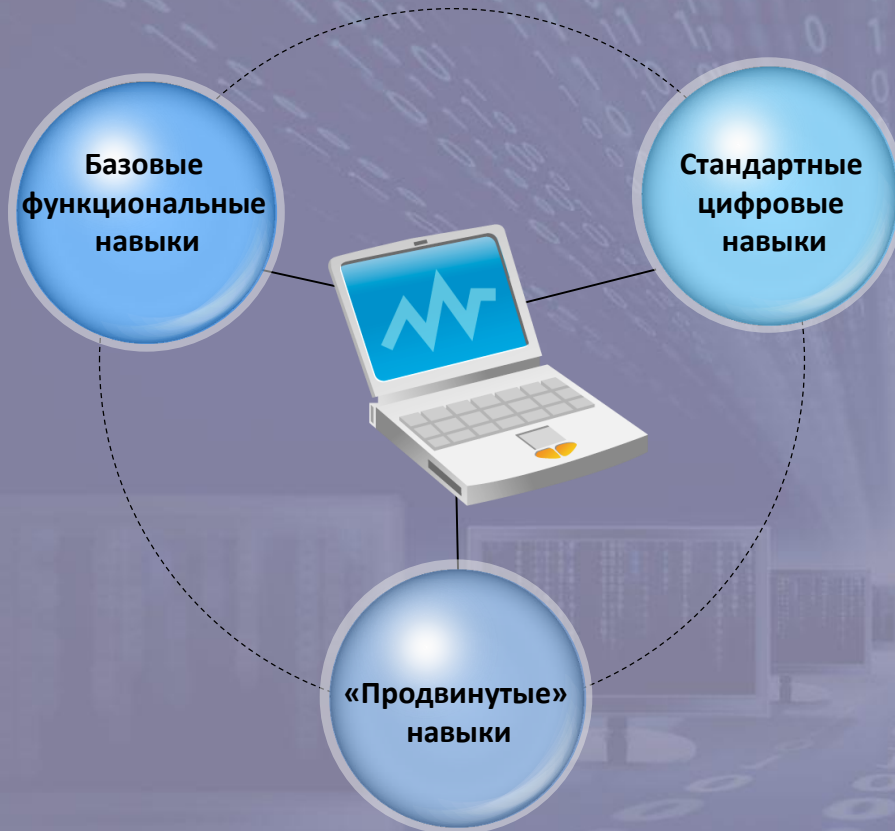 Базовые
функциональные
навыки
Стандартные
цифровые
навыки
«Продвинутые»
навыки